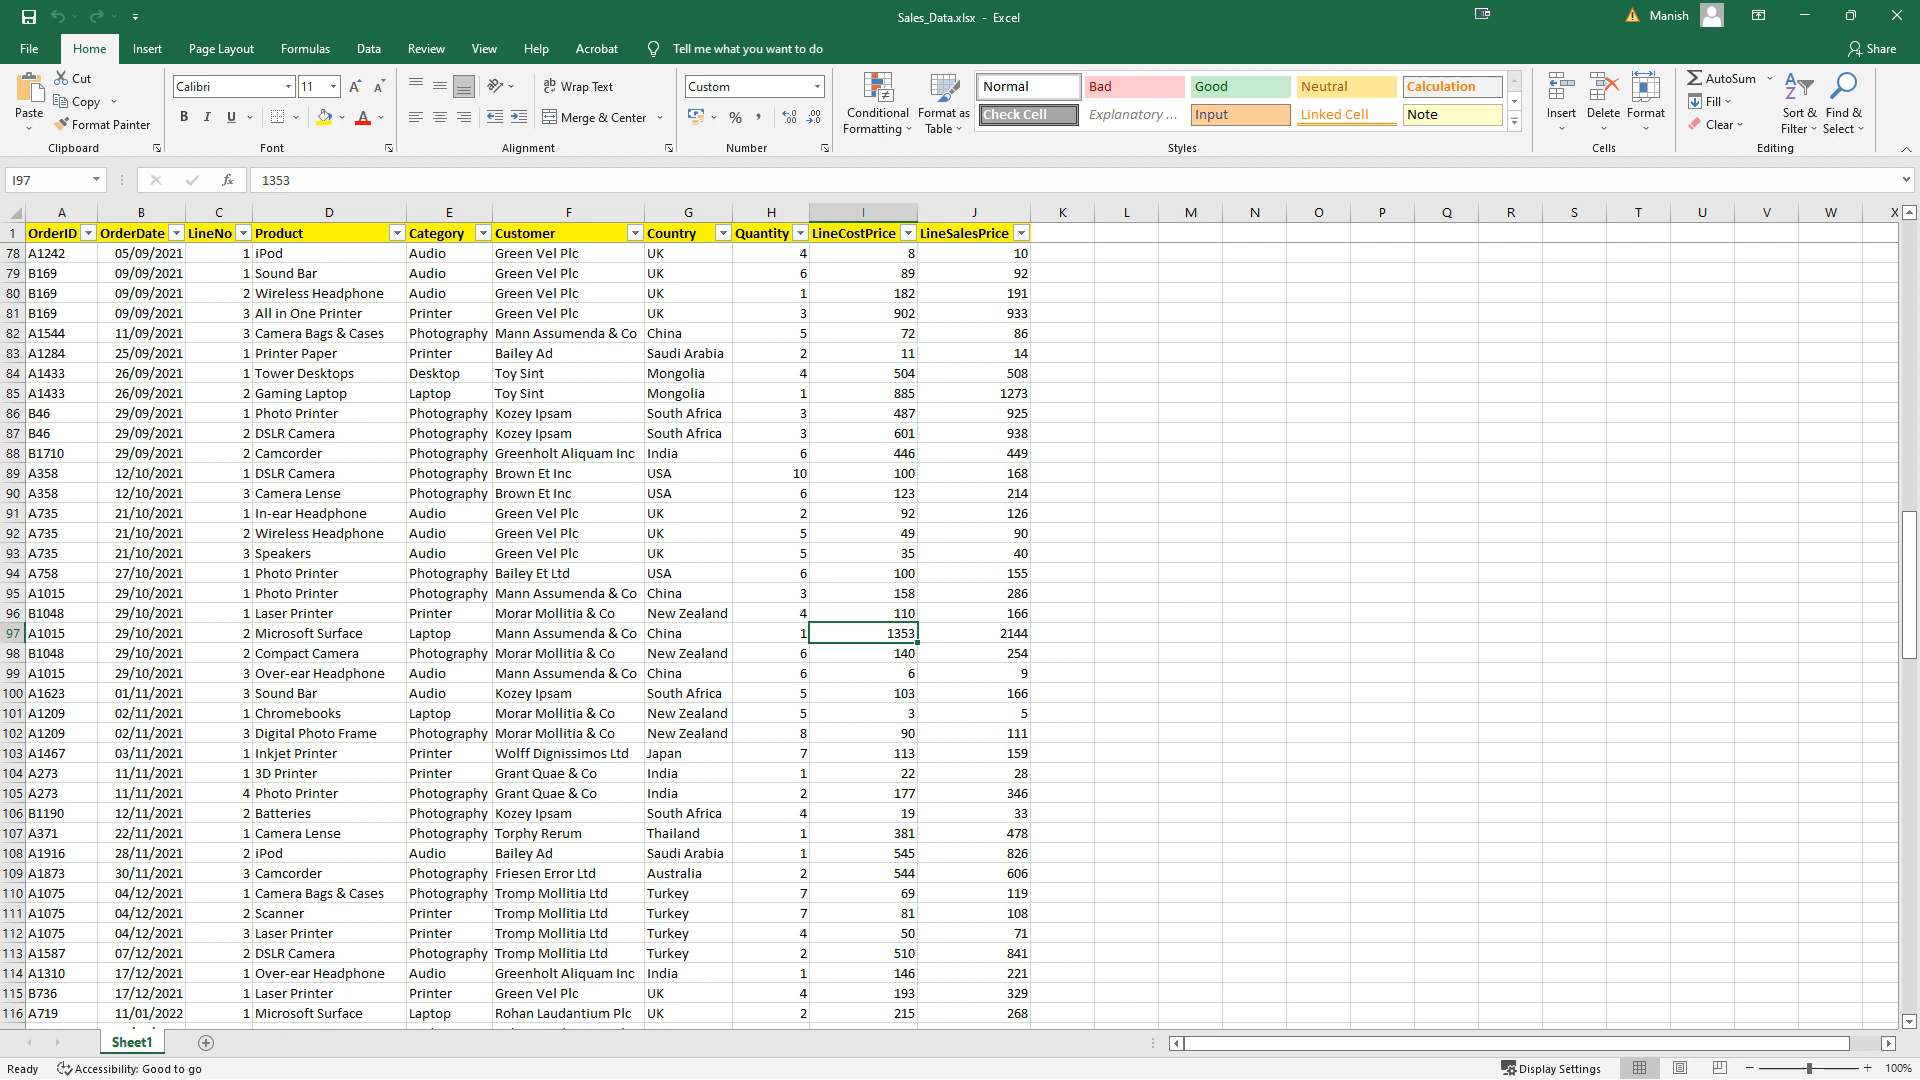 Sales_Data.xlsx - Excel
Manish
File Home Insert Page Layout Formulas Data Review View Help Acrobat Tell me what you want to do Share
Paste
Cut
Copy
Format Painter
Clipboard
Calibri 11
B I U
Font
Wrap Text
Merge & Center
Alignment
Custom
%
Number
Conditional Formatting
Format as Table
Normal Bad Good Neutral Calculation
Check Cell Explanatory ... Input Linked Cell Note
Styles
Insert Delete Format
Cells
AutoSum
Fill
Clear
Sort & Filter
Find & Select
Editing
I97 fx 1353
A B C D E F G H I J K L M N O P Q R S T U V W X
1 OrderID OrderDate LineNo Product Category Customer Country Quantity LineCostPrice LineSalesPrice
78 A1242 05/09/2021 1 iPod Audio Green Vel Plc UK 4 8 10
79 B169 09/09/2021 1 Sound Bar Audio Green Vel Plc UK 6 89 92
80 B169 09/09/2021 2 Wireless Headphone Audio Green Vel Plc UK 1 182 191
81 B169 09/09/2021 3 All in One Printer Printer Green Vel Plc UK 3 902 933
82 A1544 11/09/2021 3 Camera Bags & Cases Photography Mann Assumenda & Co China 5 72 86
83 A1284 25/09/2021 1 Printer Paper Printer Bailey Ad Saudi Arabia 2 11 14
84 A1433 26/09/2021 1 Tower Desktops Desktop Toy Sint Mongolia 4 504 508
85 A1433 26/09/2021 2 Gaming Laptop Laptop Toy Sint Mongolia 1 885 1273
86 B46 29/09/2021 1 Photo Printer Photography Kozey Ipsam South Africa 3 487 925
87 B46 29/09/2021 2 DSLR Camera Photography Kozey Ipsam South Africa 3 601 938
88 B1710 29/09/2021 2 Camcorder Photography Greenholt Aliquam Inc India 6 446 449
89 A358 12/10/2021 1 DSLR Camera Photography Brown Et Inc USA 10 100 168
90 A358 12/10/2021 3 Camera Lense Photography Brown Et Inc USA 6 123 214
91 A735 21/10/2021 1 In-ear Headphone Audio Green Vel Plc UK 2 92 126
92 A735 21/10/2021 2 Wireless Headphone Audio Green Vel Plc UK 5 49 90
93 A735 21/10/2021 3 Speakers Audio Green Vel Plc UK 5 35 40
94 A758 27/10/2021 1 Photo Printer Photography Bailey Et Ltd USA 6 100 155
95 A1015 29/10/2021 1 Photo Printer Photography Mann Assumenda & Co China 3 158 286
96 B1048 29/10/2021 1 Laser Printer Printer Morar Mollitia & Co New Zealand 4 110 166
97 A1015 29/10/2021 2 Microsoft Surface Laptop Mann Assumenda & Co China 1 1353 2144
98 B1048 29/10/2021 2 Compact Camera Photography Morar Mollitia & Co New Zealand 6 140 254
99 A1015 29/10/2021 3 Over-ear Headphone Audio Mann Assumenda & Co China 6 6 9
100 A1623 01/11/2021 3 Sound Bar Audio Kozey Ipsam South Africa 5 103 166
101 A1209 02/11/2021 1 Chromebooks Laptop Morar Mollitia & Co New Zealand 5 3 5
102 A1209 02/11/2021 3 Digital Photo Frame Photography Morar Mollitia & Co New Zealand 8 90 111
103 A1467 03/11/2021 1 Inkjet Printer Printer Wolff Dignissimos Ltd Japan 7 113 159
104 A273 11/11/2021 1 3D Printer Printer Grant Quae & Co India 1 22 28
105 A273 11/11/2021 4 Photo Printer Photography Grant Quae & Co India 2 177 346
106 B1190 12/11/2021 2 Batteries Photography Kozey Ipsam South Africa 4 19 33
107 A371 22/11/2021 1 Camera Lense Photography Torphy Rerum Thailand 1 381 478
108 A1916 28/11/2021 2 iPod Audio Bailey Ad Saudi Arabia 1 545 826
109 A1873 30/11/2021 3 Camcorder Photography Friesen Error Ltd Australia 2 544 606
110 A1075 04/12/2021 1 Camera Bags & Cases Photography Tromp Mollitia Ltd Turkey 7 69 119
111 A1075 04/12/2021 2 Scanner Printer Tromp Mollitia Ltd Turkey 7 81 108
112 A1075 04/12/2021 3 Laser Printer Printer Tromp Mollitia Ltd Turkey 4 50 71
113 A1587 07/12/2021 2 DSLR Camera Photography Tromp Mollitia Ltd Turkey 2 510 841
114 A1310 17/12/2021 1 Over-ear Headphone Audio Greenholt Aliquam Inc India 1 146 221
115 B736 17/12/2021 1 Laser Printer Printer Green Vel Plc UK 4 193 329
116 A719 11/01/2022 1 Microsoft Surface Laptop Rohan Laudantium Plc UK 2 215 268
Sheet1
Ready Accessibility: Good to go Display Settings 100%